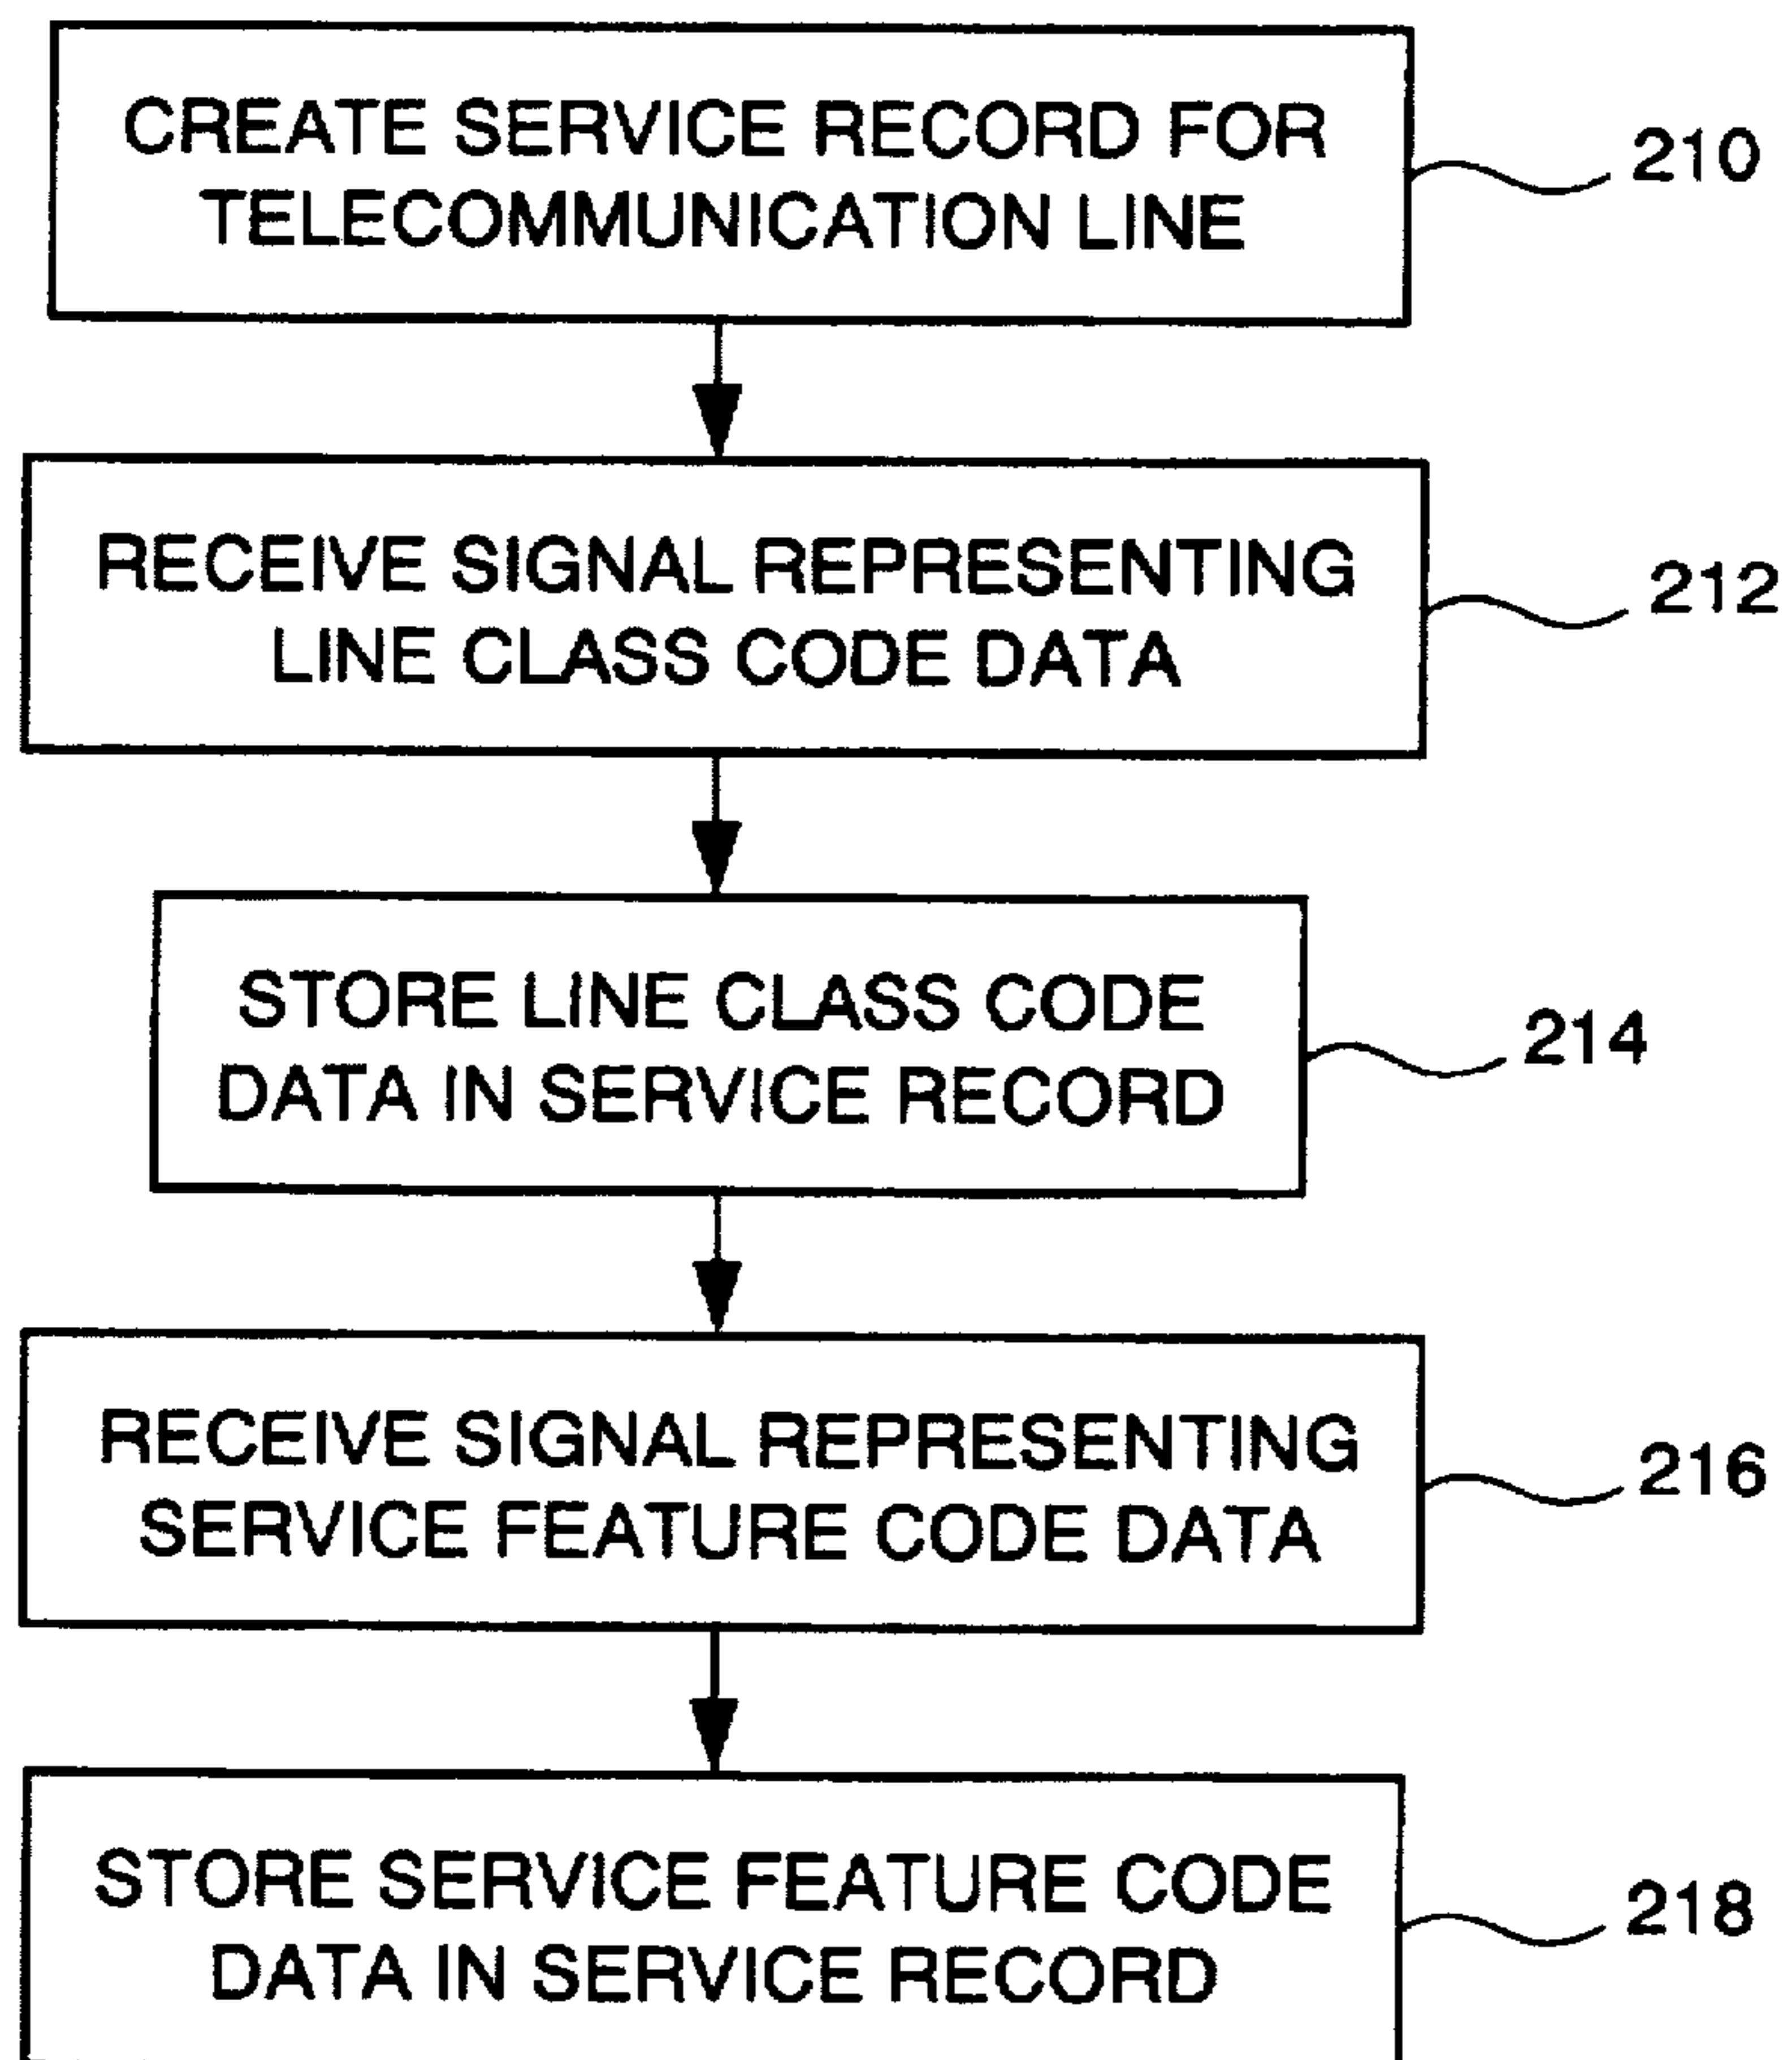 CREATE SERVICE RECORD FOR
TELECOMMUNICATION LINE
210
RECEIVE SIGNAL REPRESENTING
LINE CLASS CODE DATA
212
STORE LINE CLASS CODE
DATA IN SERVICE RECORD
214
RECEIVE SIGNAL REPRESENTING
SERVICE FEATURE CODE DATA
216
STORE SERVICE FEATURE CODE
DATA IN SERVICE RECORD
218